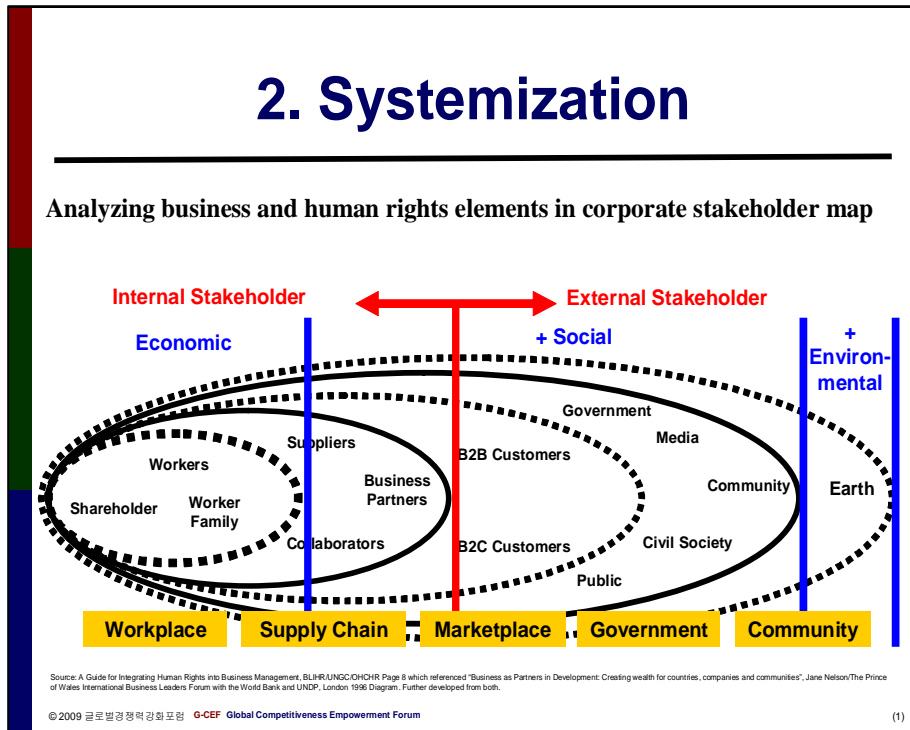 2. Systemization
Analyzing business and human rights elements in corporate stakeholder map
Internal Stakeholder
External Stakeholder
Economic
+ Social
+
Environ-
mental
Government
Suppliers
Media
Workers
B2B Customers
Business
Partners
Community
Earth
Shareholder
Worker
Family
Collaborators
B2C Customers
Civil Society
Public
Workplace
Supply Chain
Marketplace
Government
Community
Source: A Guide for Integrating Human Rights into Business Management, BLIHR/UNGC/OHCHR Page 8 which referenced "Business as Partners in Development: Creating wealth for countries, companies and communities", Jane Nelson/The Prince
of Wales International Business Leaders Forum with the World Bank and UNDP, London 1996 Diagram. Further developed from both.
© 2009 글로벌경쟁력강화포럼 G-CEF Global Competitiveness Empowerment Forum
(1)